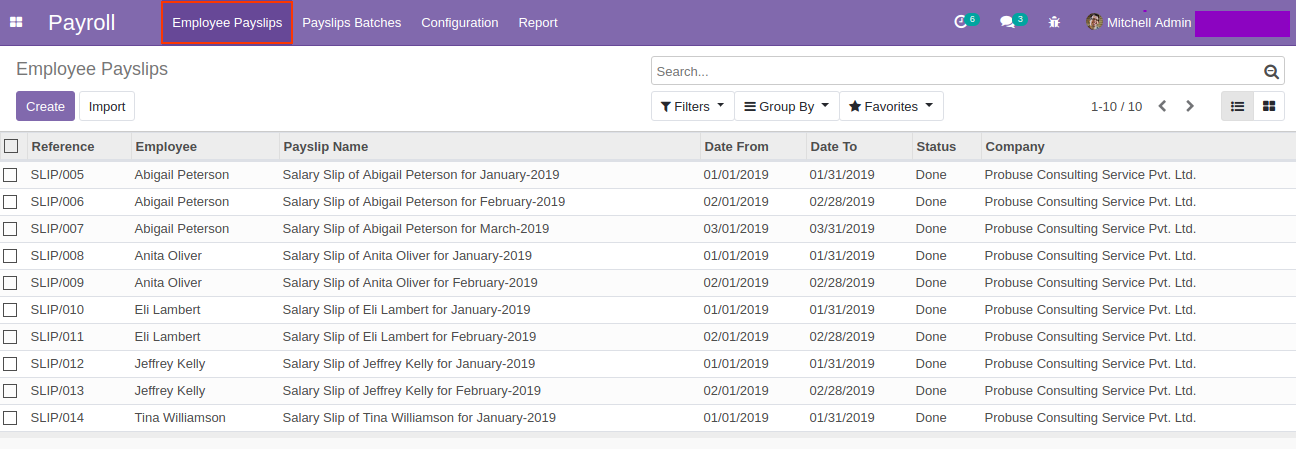 Payroll Employee Payslips Payslips Batches Configuration Report 6 3 Mitchell Admin
Employee Payslips
Search...
Create Import Filters Group By Favorites 1-10 / 10
Reference Employee Payslip Name Date From Date To Status Company
SLIP/005 Abigail Peterson Salary Slip of Abigail Peterson for January-2019 01/01/2019 01/31/2019 Done Probuse Consulting Service Pvt. Ltd.
SLIP/006 Abigail Peterson Salary Slip of Abigail Peterson for February-2019 02/01/2019 02/28/2019 Done Probuse Consulting Service Pvt. Ltd.
SLIP/007 Abigail Peterson Salary Slip of Abigail Peterson for March-2019 03/01/2019 03/31/2019 Done Probuse Consulting Service Pvt. Ltd.
SLIP/008 Anita Oliver Salary Slip of Anita Oliver for January-2019 01/01/2019 01/31/2019 Done Probuse Consulting Service Pvt. Ltd.
SLIP/009 Anita Oliver Salary Slip of Anita Oliver for February-2019 02/01/2019 02/28/2019 Done Probuse Consulting Service Pvt. Ltd.
SLIP/010 Eli Lambert Salary Slip of Eli Lambert for January-2019 01/01/2019 01/31/2019 Done Probuse Consulting Service Pvt. Ltd.
SLIP/011 Eli Lambert Salary Slip of Eli Lambert for February-2019 02/01/2019 02/28/2019 Done Probuse Consulting Service Pvt. Ltd.
SLIP/012 Jeffrey Kelly Salary Slip of Jeffrey Kelly for January-2019 01/01/2019 01/31/2019 Done Probuse Consulting Service Pvt. Ltd.
SLIP/013 Jeffrey Kelly Salary Slip of Jeffrey Kelly for February-2019 02/01/2019 02/28/2019 Done Probuse Consulting Service Pvt. Ltd.
SLIP/014 Tina Williamson Salary Slip of Tina Williamson for January-2019 01/01/2019 01/31/2019 Done Probuse Consulting Service Pvt. Ltd.